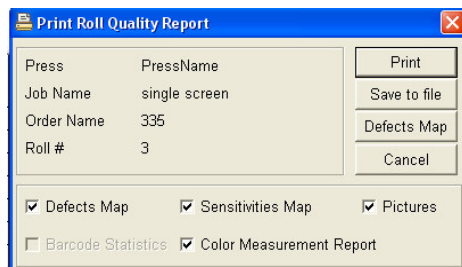 Print Roll Quality Report
Press PressName
Job Name single screen
Order Name 335
Roll # 3
Print
Save to file
Defects Map
Cancel
Defects Map Sensitivities Map Pictures
Barcode Statistics Color Measurement Report